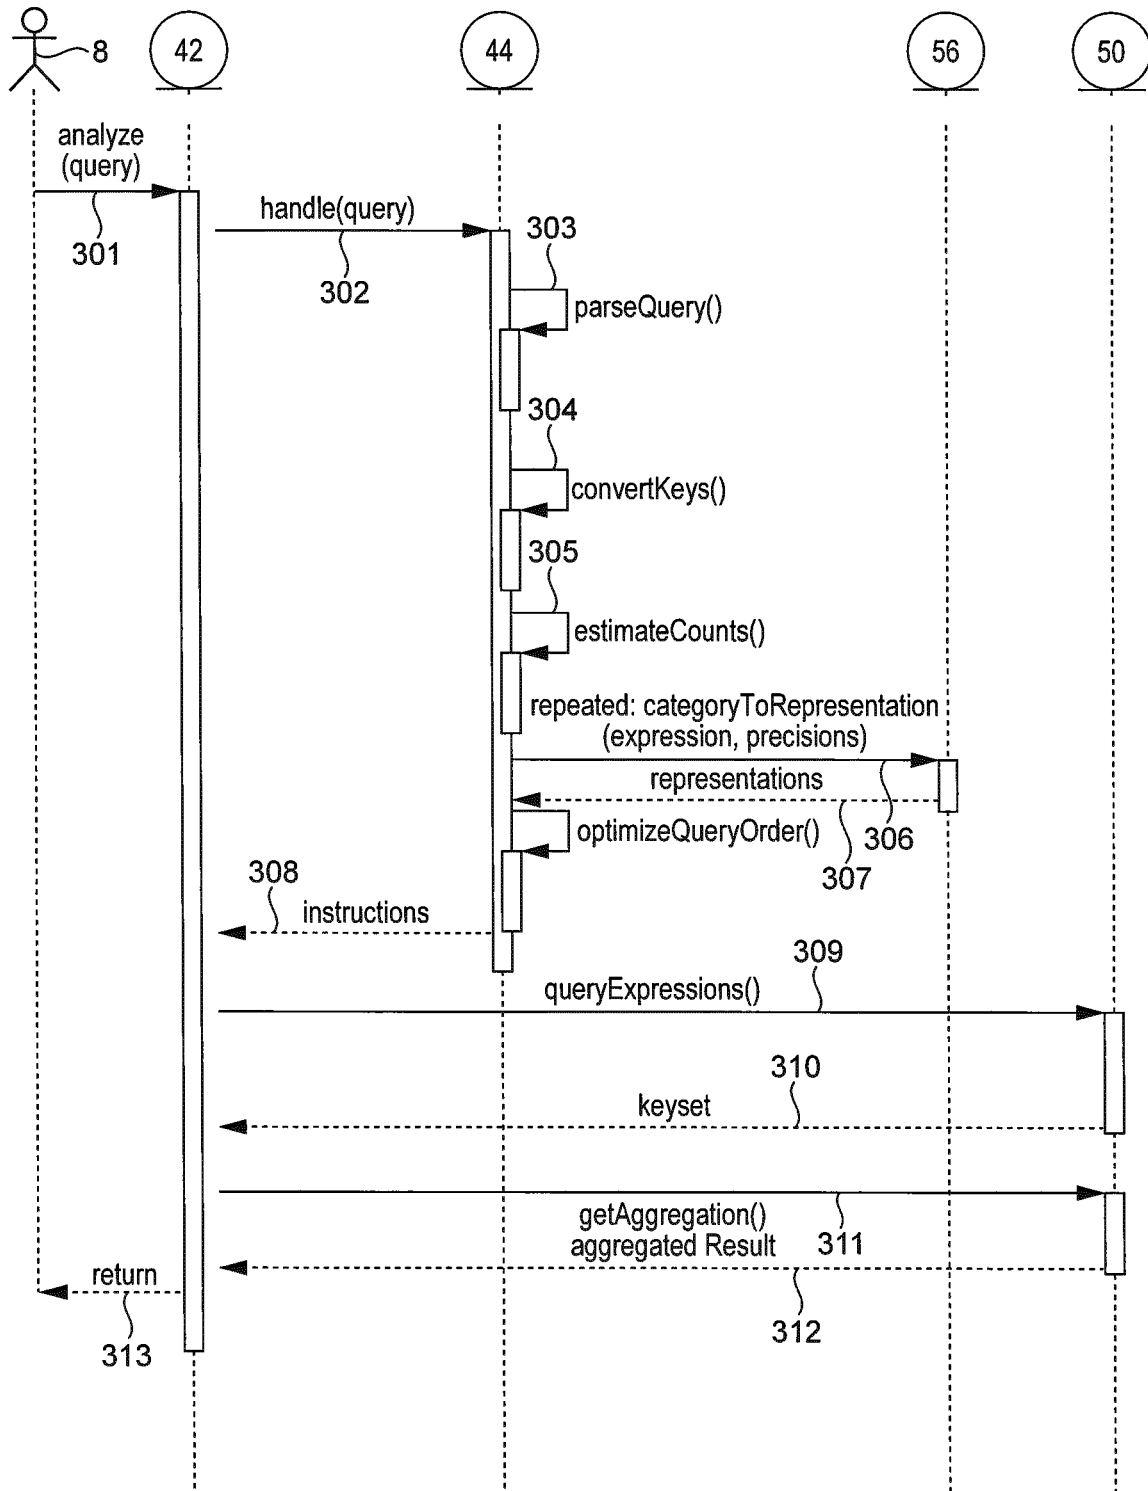 8
42
44
56
50
analyze
(query)
301
handle(query)
302
303
parseQuery()
304
convertKeys()
305
estimateCounts()
repeated: categoryToRepresentation
(expression, precisions)
representations
306
optimizeQueryOrder()
307
308
instructions
309
queryExpressions()
310
keyset
getAggregation()
311
aggregated Result
312
return
313